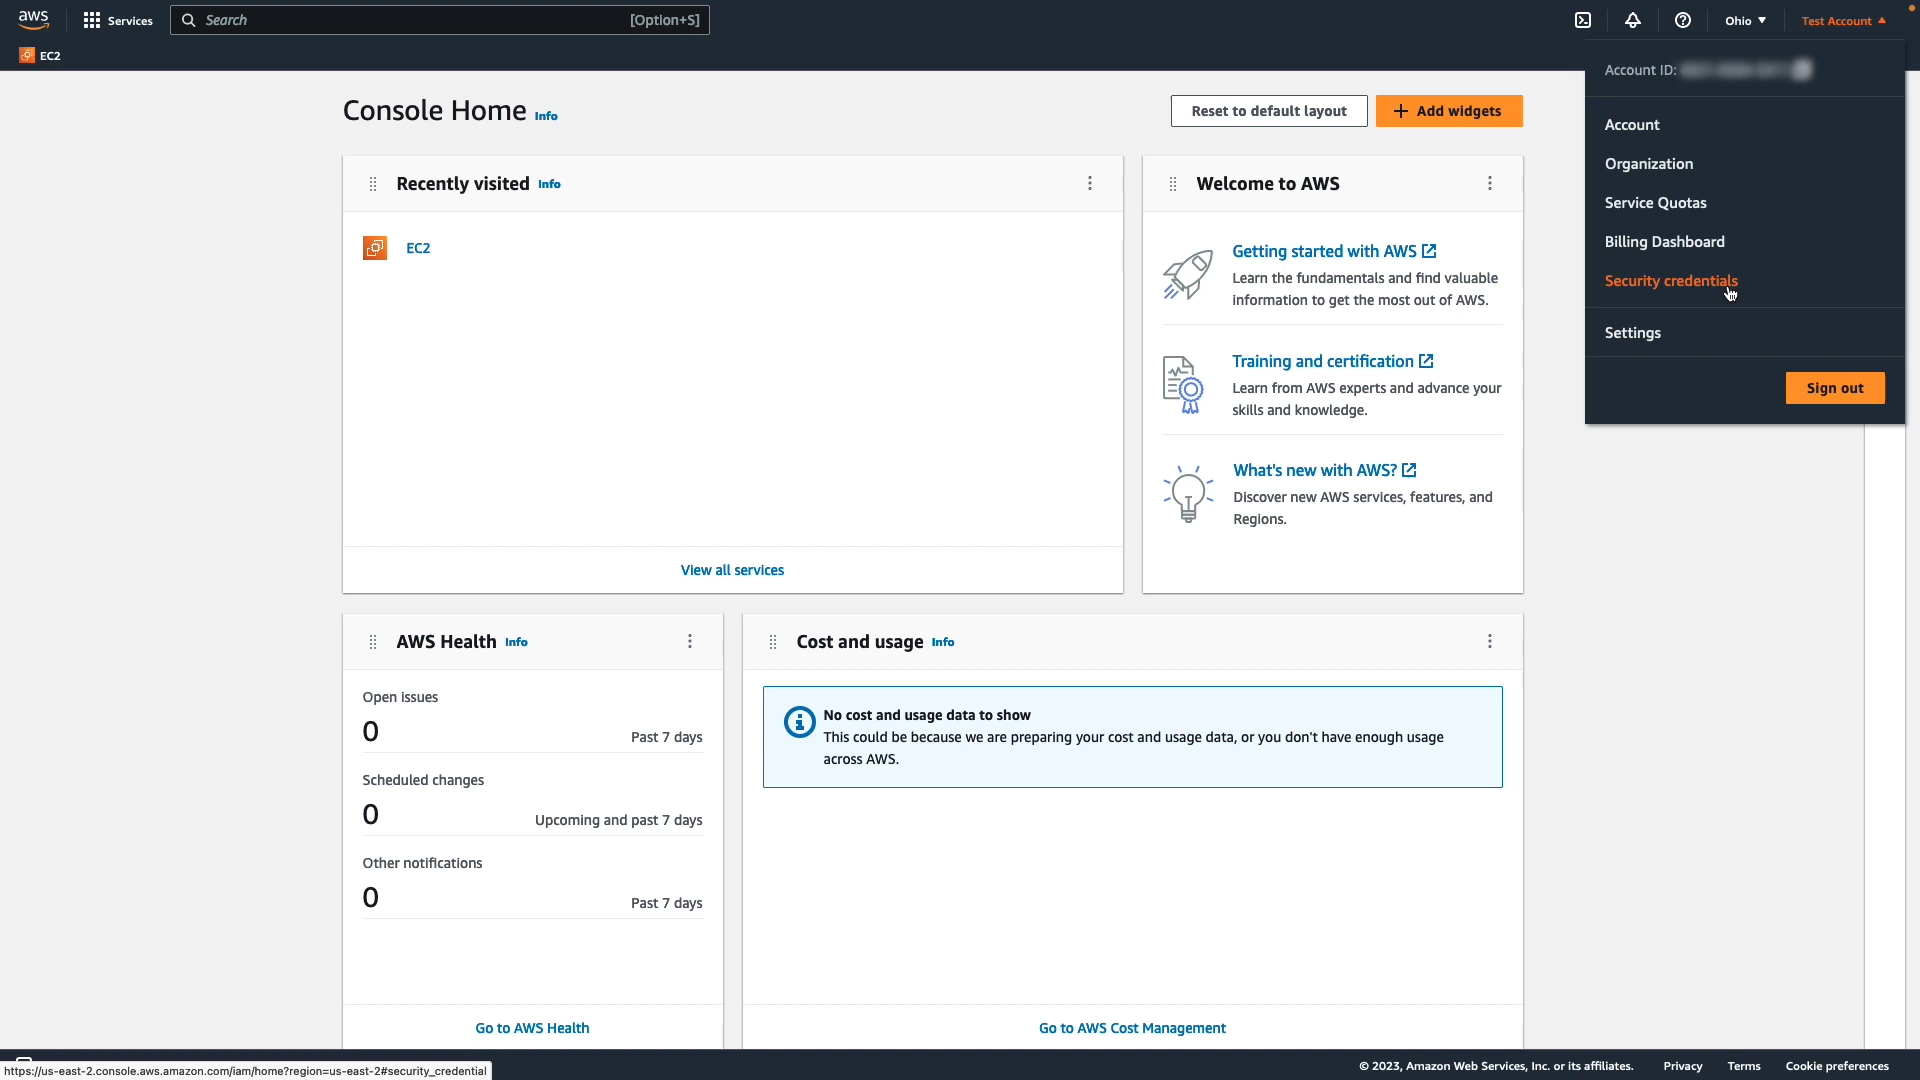 aws
Services
Search
[Option+S]
Ohio
Test Account
EC2
Account ID:
Account
Organization
Service Quotas
Billing Dashboard
Security credentials
Settings
Sign out
Console Home Info
Reset to default layout
Add widgets
Recently visited Info
EC2
View all services
Welcome to AWS
Getting started with AWS
Learn the fundamentals and find valuable
information to get the most out of AWS.
Training and certification
Learn from AWS experts and advance your
skills and knowledge.
What's new with AWS?
Discover new AWS services, features, and
Regions.
AWS Health Info
Open issues
0
Past 7 days
Scheduled changes
0
Upcoming and past 7 days
Other notifications
0
Past 7 days
Go to AWS Health
Cost and usage Info
No cost and usage data to show
This could be because we are preparing your cost and usage data, or you don't have enough usage
across AWS.
Go to AWS Cost Management
https://us-east-2.console.aws.amazon.com/iam/home?region=us-east-2#security_credential
© 2023, Amazon Web Services, Inc. or its affiliates.
Privacy
Terms
Cookie preferences